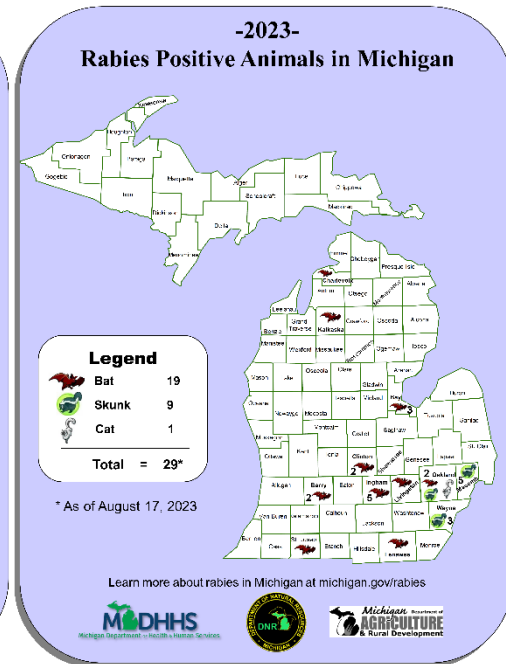 -2023-
Rabies Positive Animals in Michigan
Houghton
Ontonagon
Baraga
Gogebic
Iron
Marquette
Alger
Luce
Chippewa
Schoolcraft
Mackinac
Dickinson
Delta
Menominee
Cheboygan
Presque Isle
Charlevoix
Antrim
Otsego
Alpena
Leelanau
Grand
Traverse
Kalkaska
Crawford
Oscoda
Alcona
Benzie
Manistee
Wexford
Missaukee
Ogemaw
Iosco
Mason
Lake
Osceola
Clare
Gladwin
Arenac
Huron
Oceana
Newaygo
Mecosta
Isabella
Midland
Bay
3
Tuscola
Sanilac
Montcalm
Gratiot
Saginaw
Muskegon
Ottawa
Kent
Ionia
Clinton
2
Shiawassee
Genesee
Lapeer
St. Clair
Allegan
Barry
2
Eaton
Ingham
5
Livingston
2 Oakland
5
Macomb
Van Buren
Kalamazoo
Calhoun
Jackson
Washtenaw
Wayne
3
Berrien
Cass
St. Joseph
Branch
Hillsdale
Lenawee
Monroe
Legend
Bat 19
Skunk 9
Cat 1
Total = 29*
* As of August 17, 2023
Learn more about rabies in Michigan at michigan.gov/rabies
MDHHS
Michigan Department of Health & Human Services
DEPARTMENT OF NATURAL RESOURCES
DNR
MICHIGAN
Michigan Department of
AGRICULTURE
& Rural Development